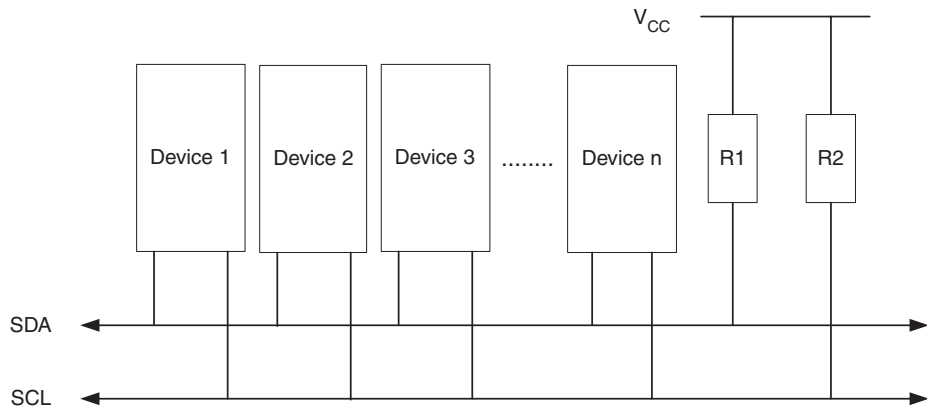 VCC
Device 1 Device 2 Device 3 ........ Device n R1 R2
SDA
SCL